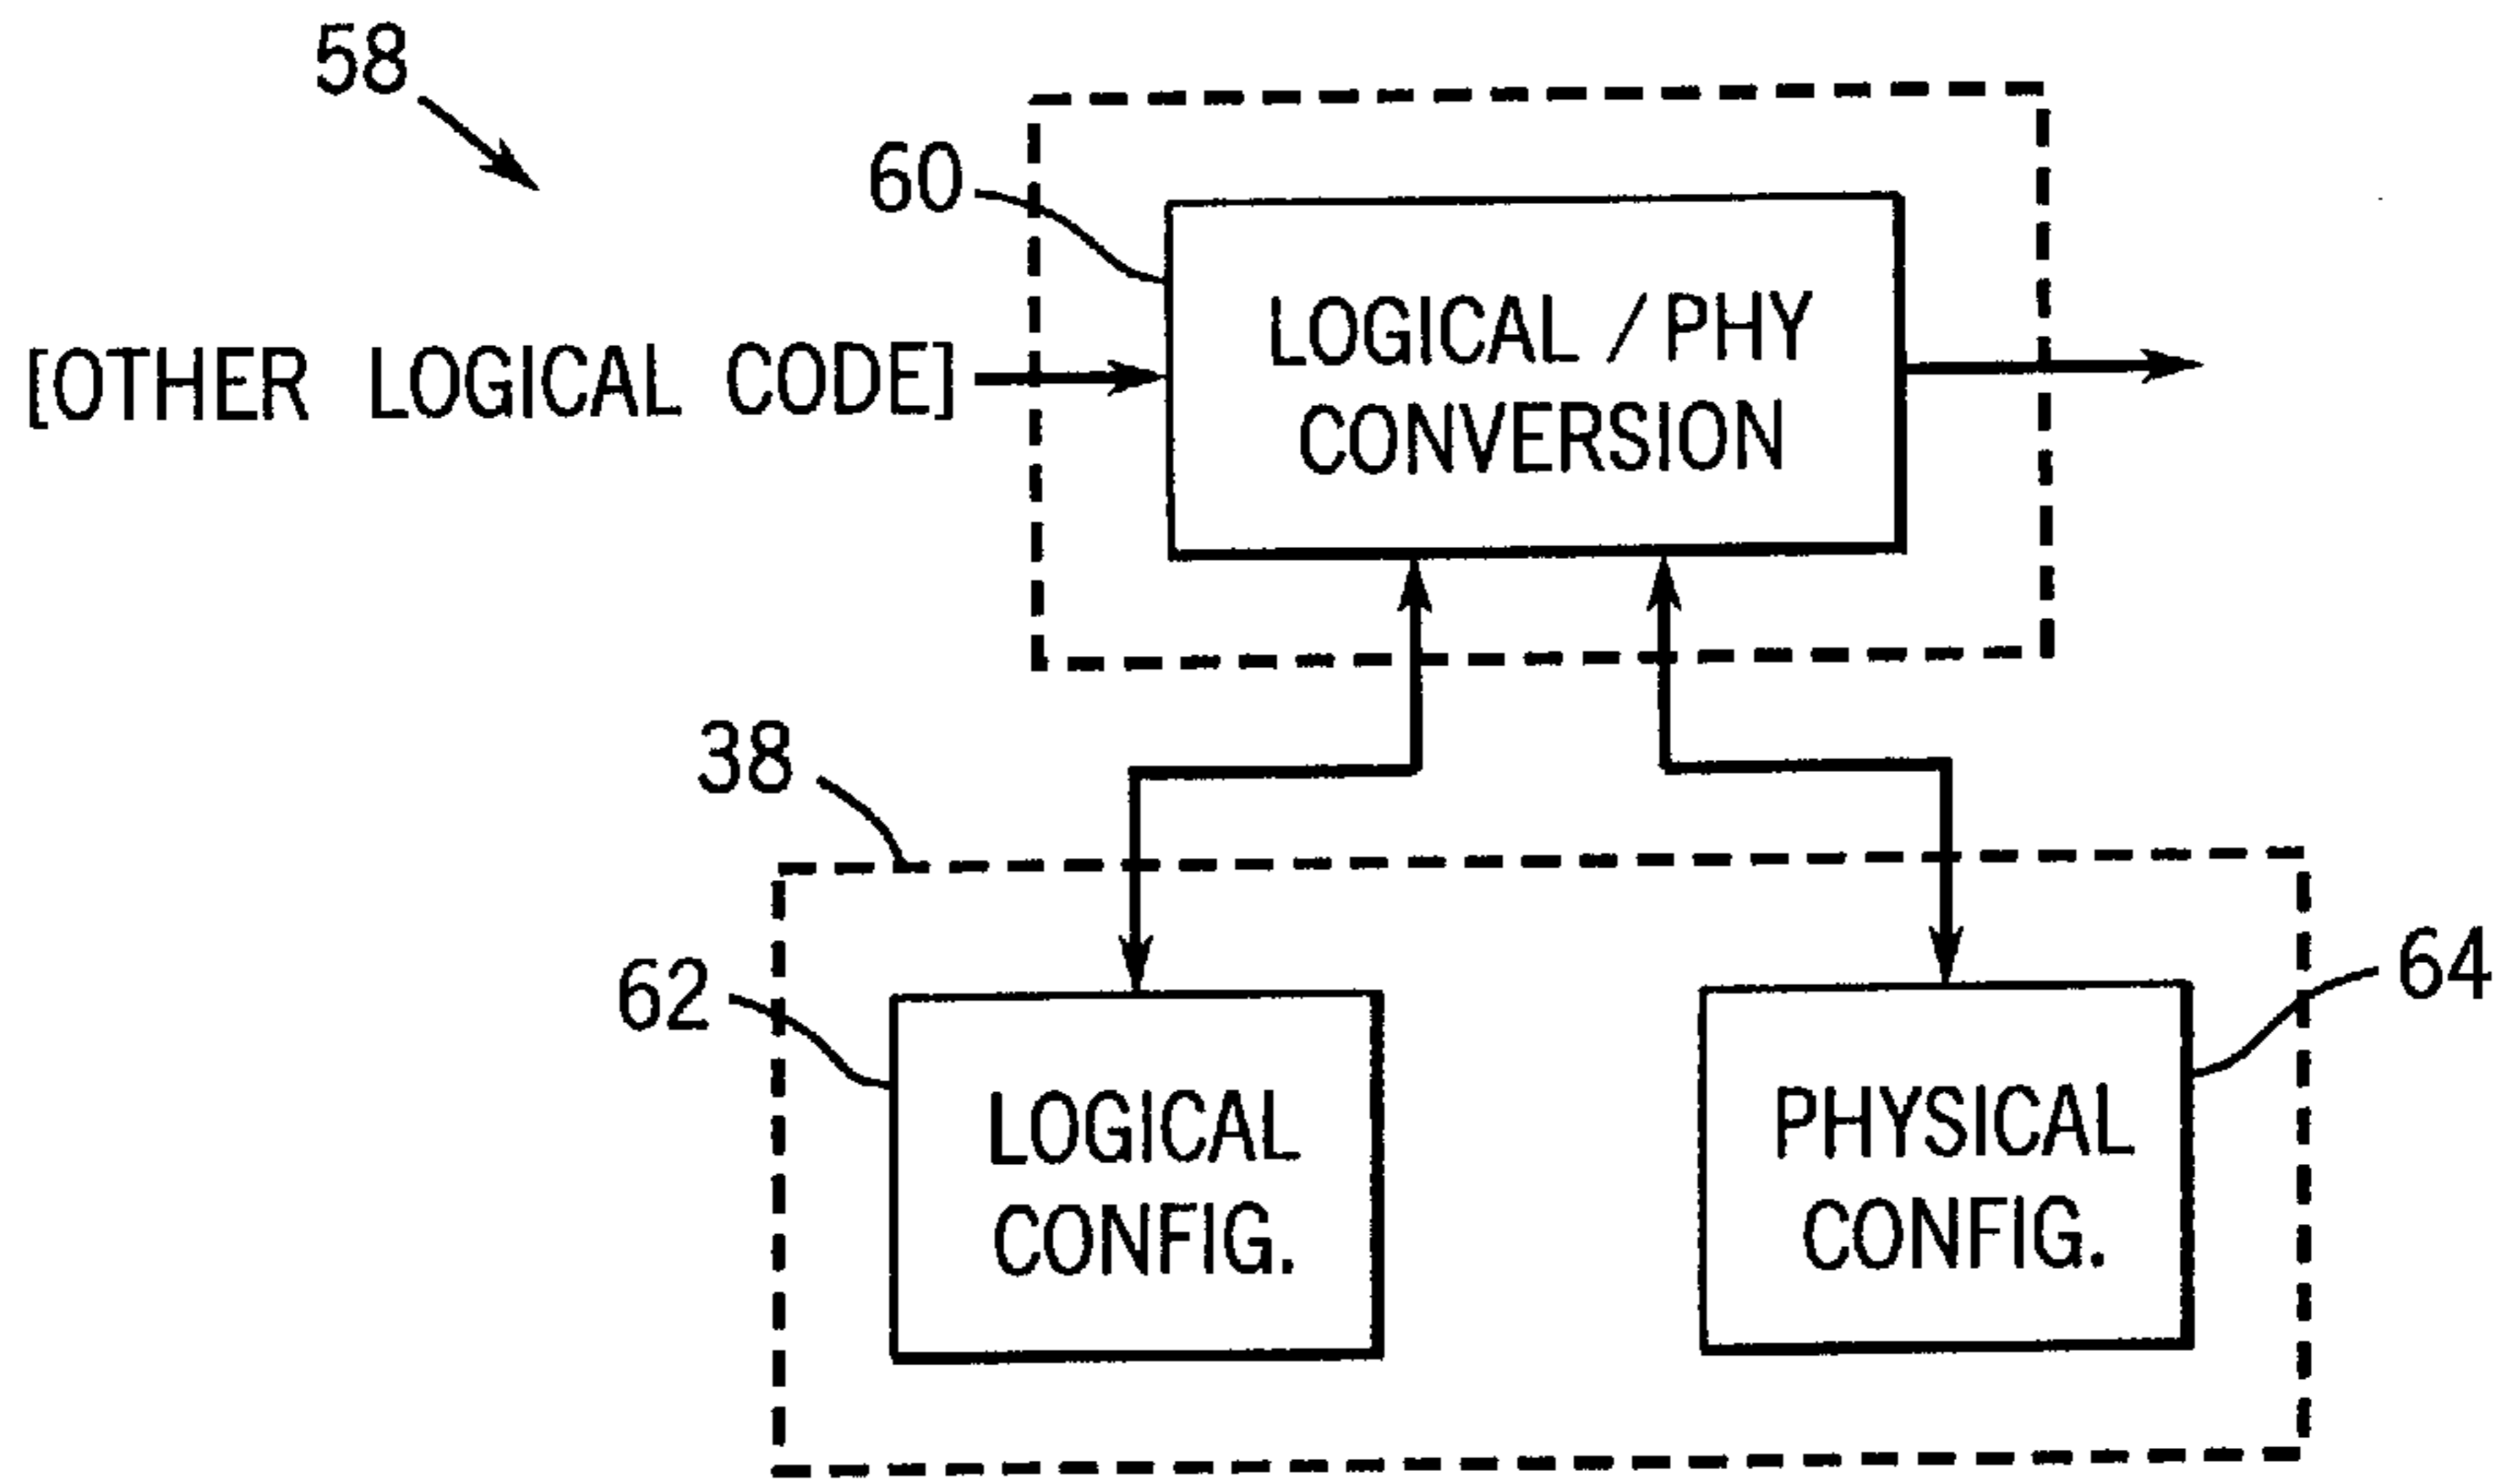 58
60
[OTHER LOGICAL CODE]
LOGICAL / PHY
CONVERSION
38
62
64
LOGICAL
CONFIG.
PHYSICAL
CONFIG.